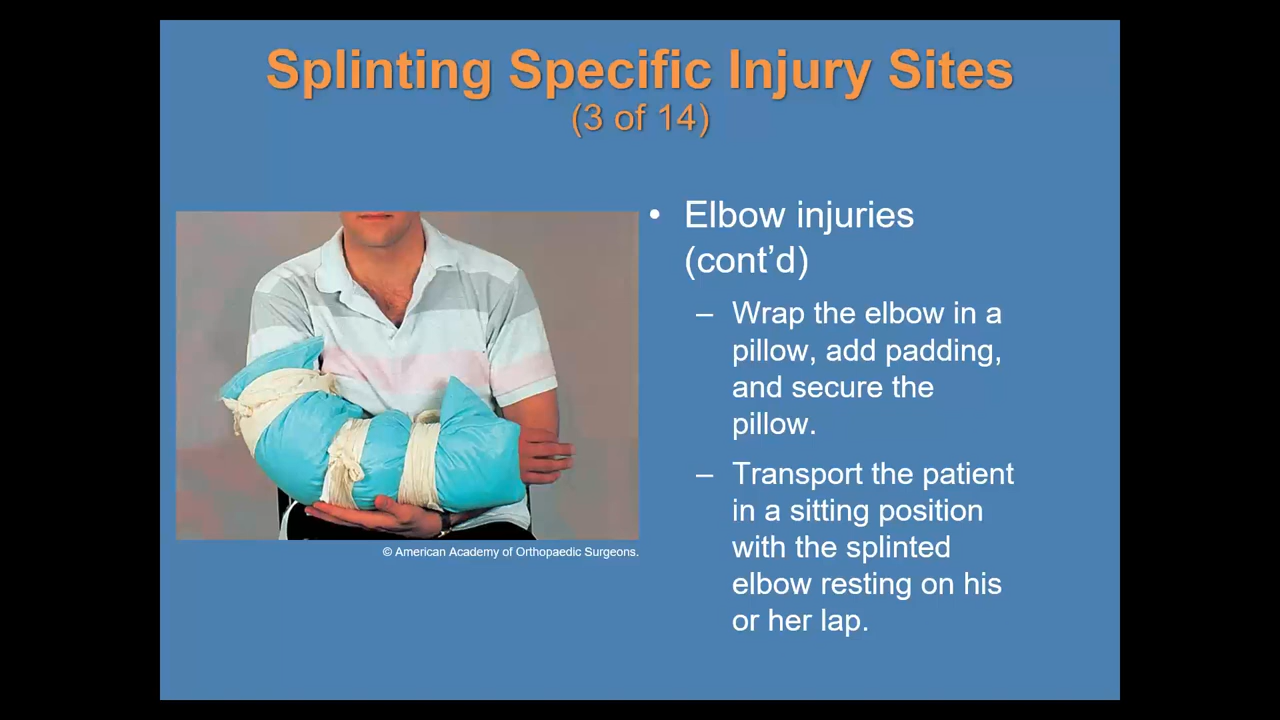 Splinting Specific Injury Sites
(3 of 14)
• Elbow injuries
(cont’d)
– Wrap the elbow in a
pillow, add padding,
and secure the
pillow.
– Transport the patient
in a sitting position
with the splinted
elbow resting on his
or her lap.
© American Academy of Orthopaedic Surgeons.